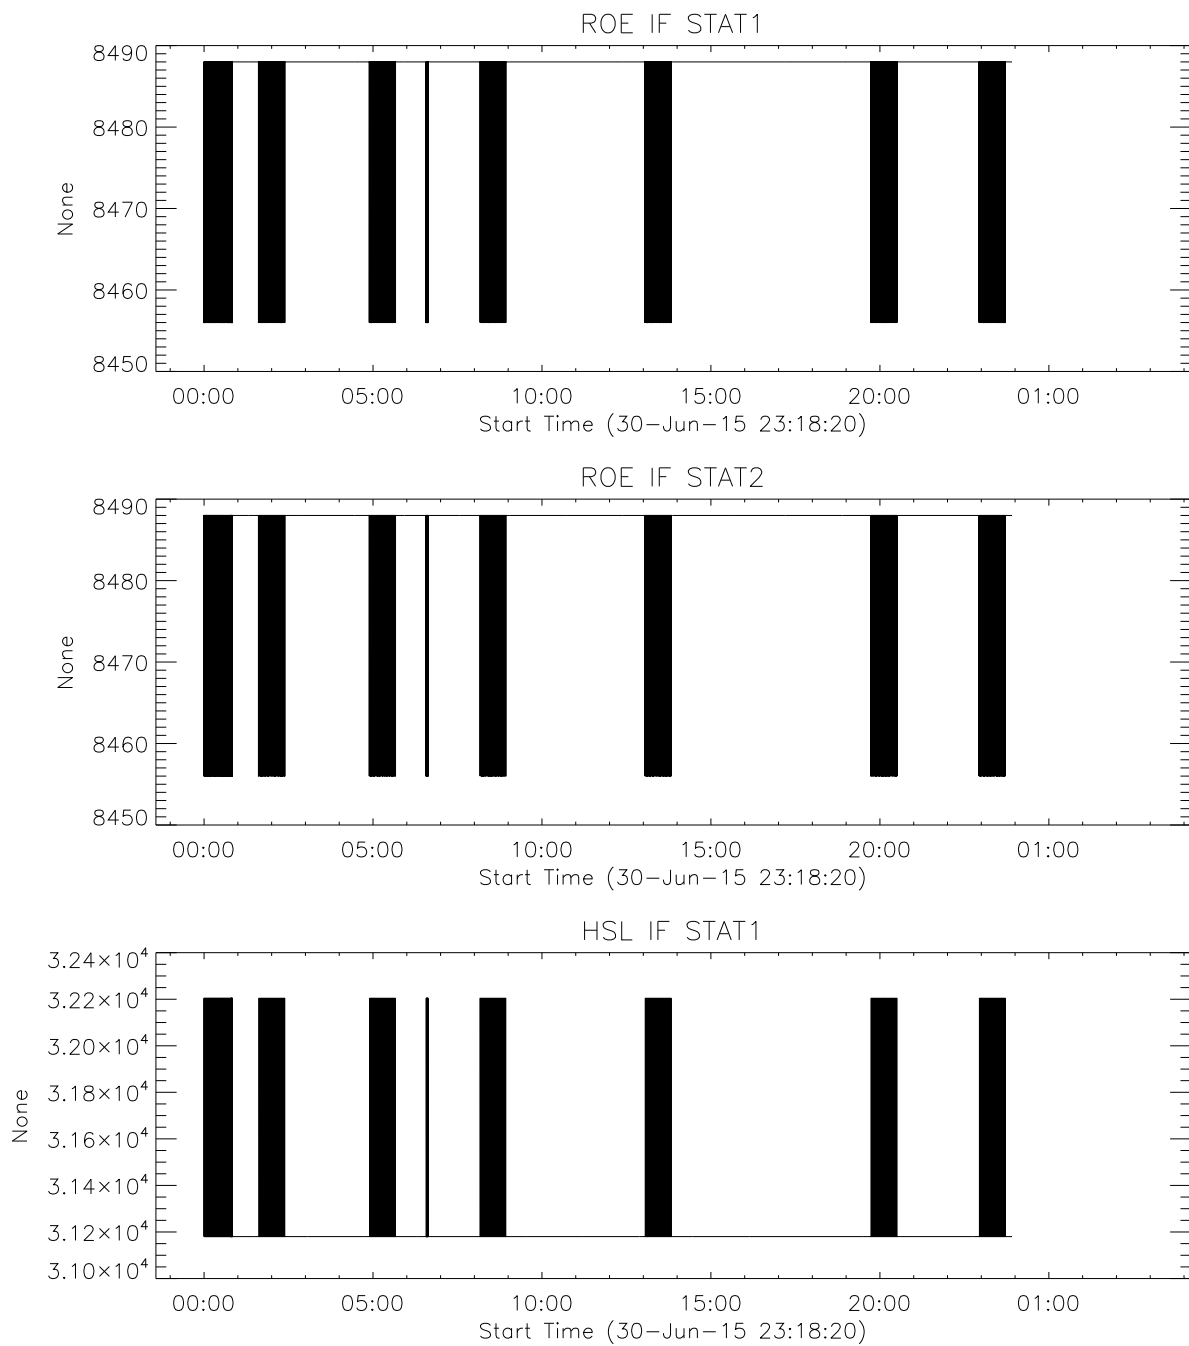 ROE IF STAT1
8490
8480
8470
8460
8450
None
00:00 05:00 10:00 15:00 20:00 01:00
Start Time (30-Jun-15 23:18:20)
ROE IF STAT2
8490
8480
8470
8460
8450
None
00:00 05:00 10:00 15:00 20:00 01:00
Start Time (30-Jun-15 23:18:20)
HSL IF STAT1
3.24×10⁴
3.22×10⁴
3.20×10⁴
3.18×10⁴
3.16×10⁴
3.14×10⁴
3.12×10⁴
3.10×10⁴
None
00:00 05:00 10:00 15:00 20:00 01:00
Start Time (30-Jun-15 23:18:20)